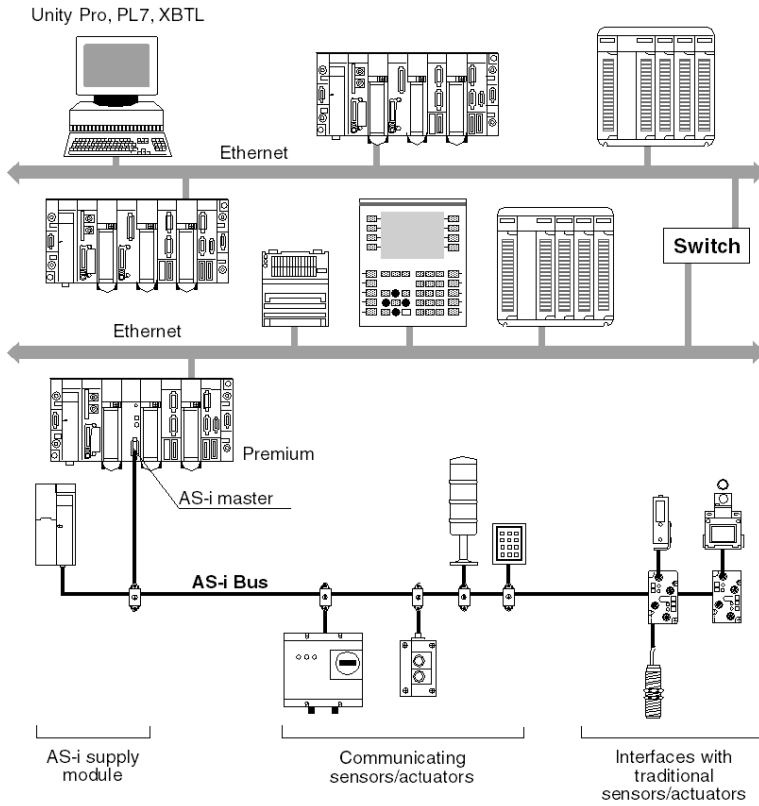 Unity Pro, PL7, XBTL
Ethernet
Switch
Ethernet
Premium
AS-i master
AS-i Bus
AS-i supply
module
Communicating
sensors/actuators
Interfaces with
traditional
sensors/actuators